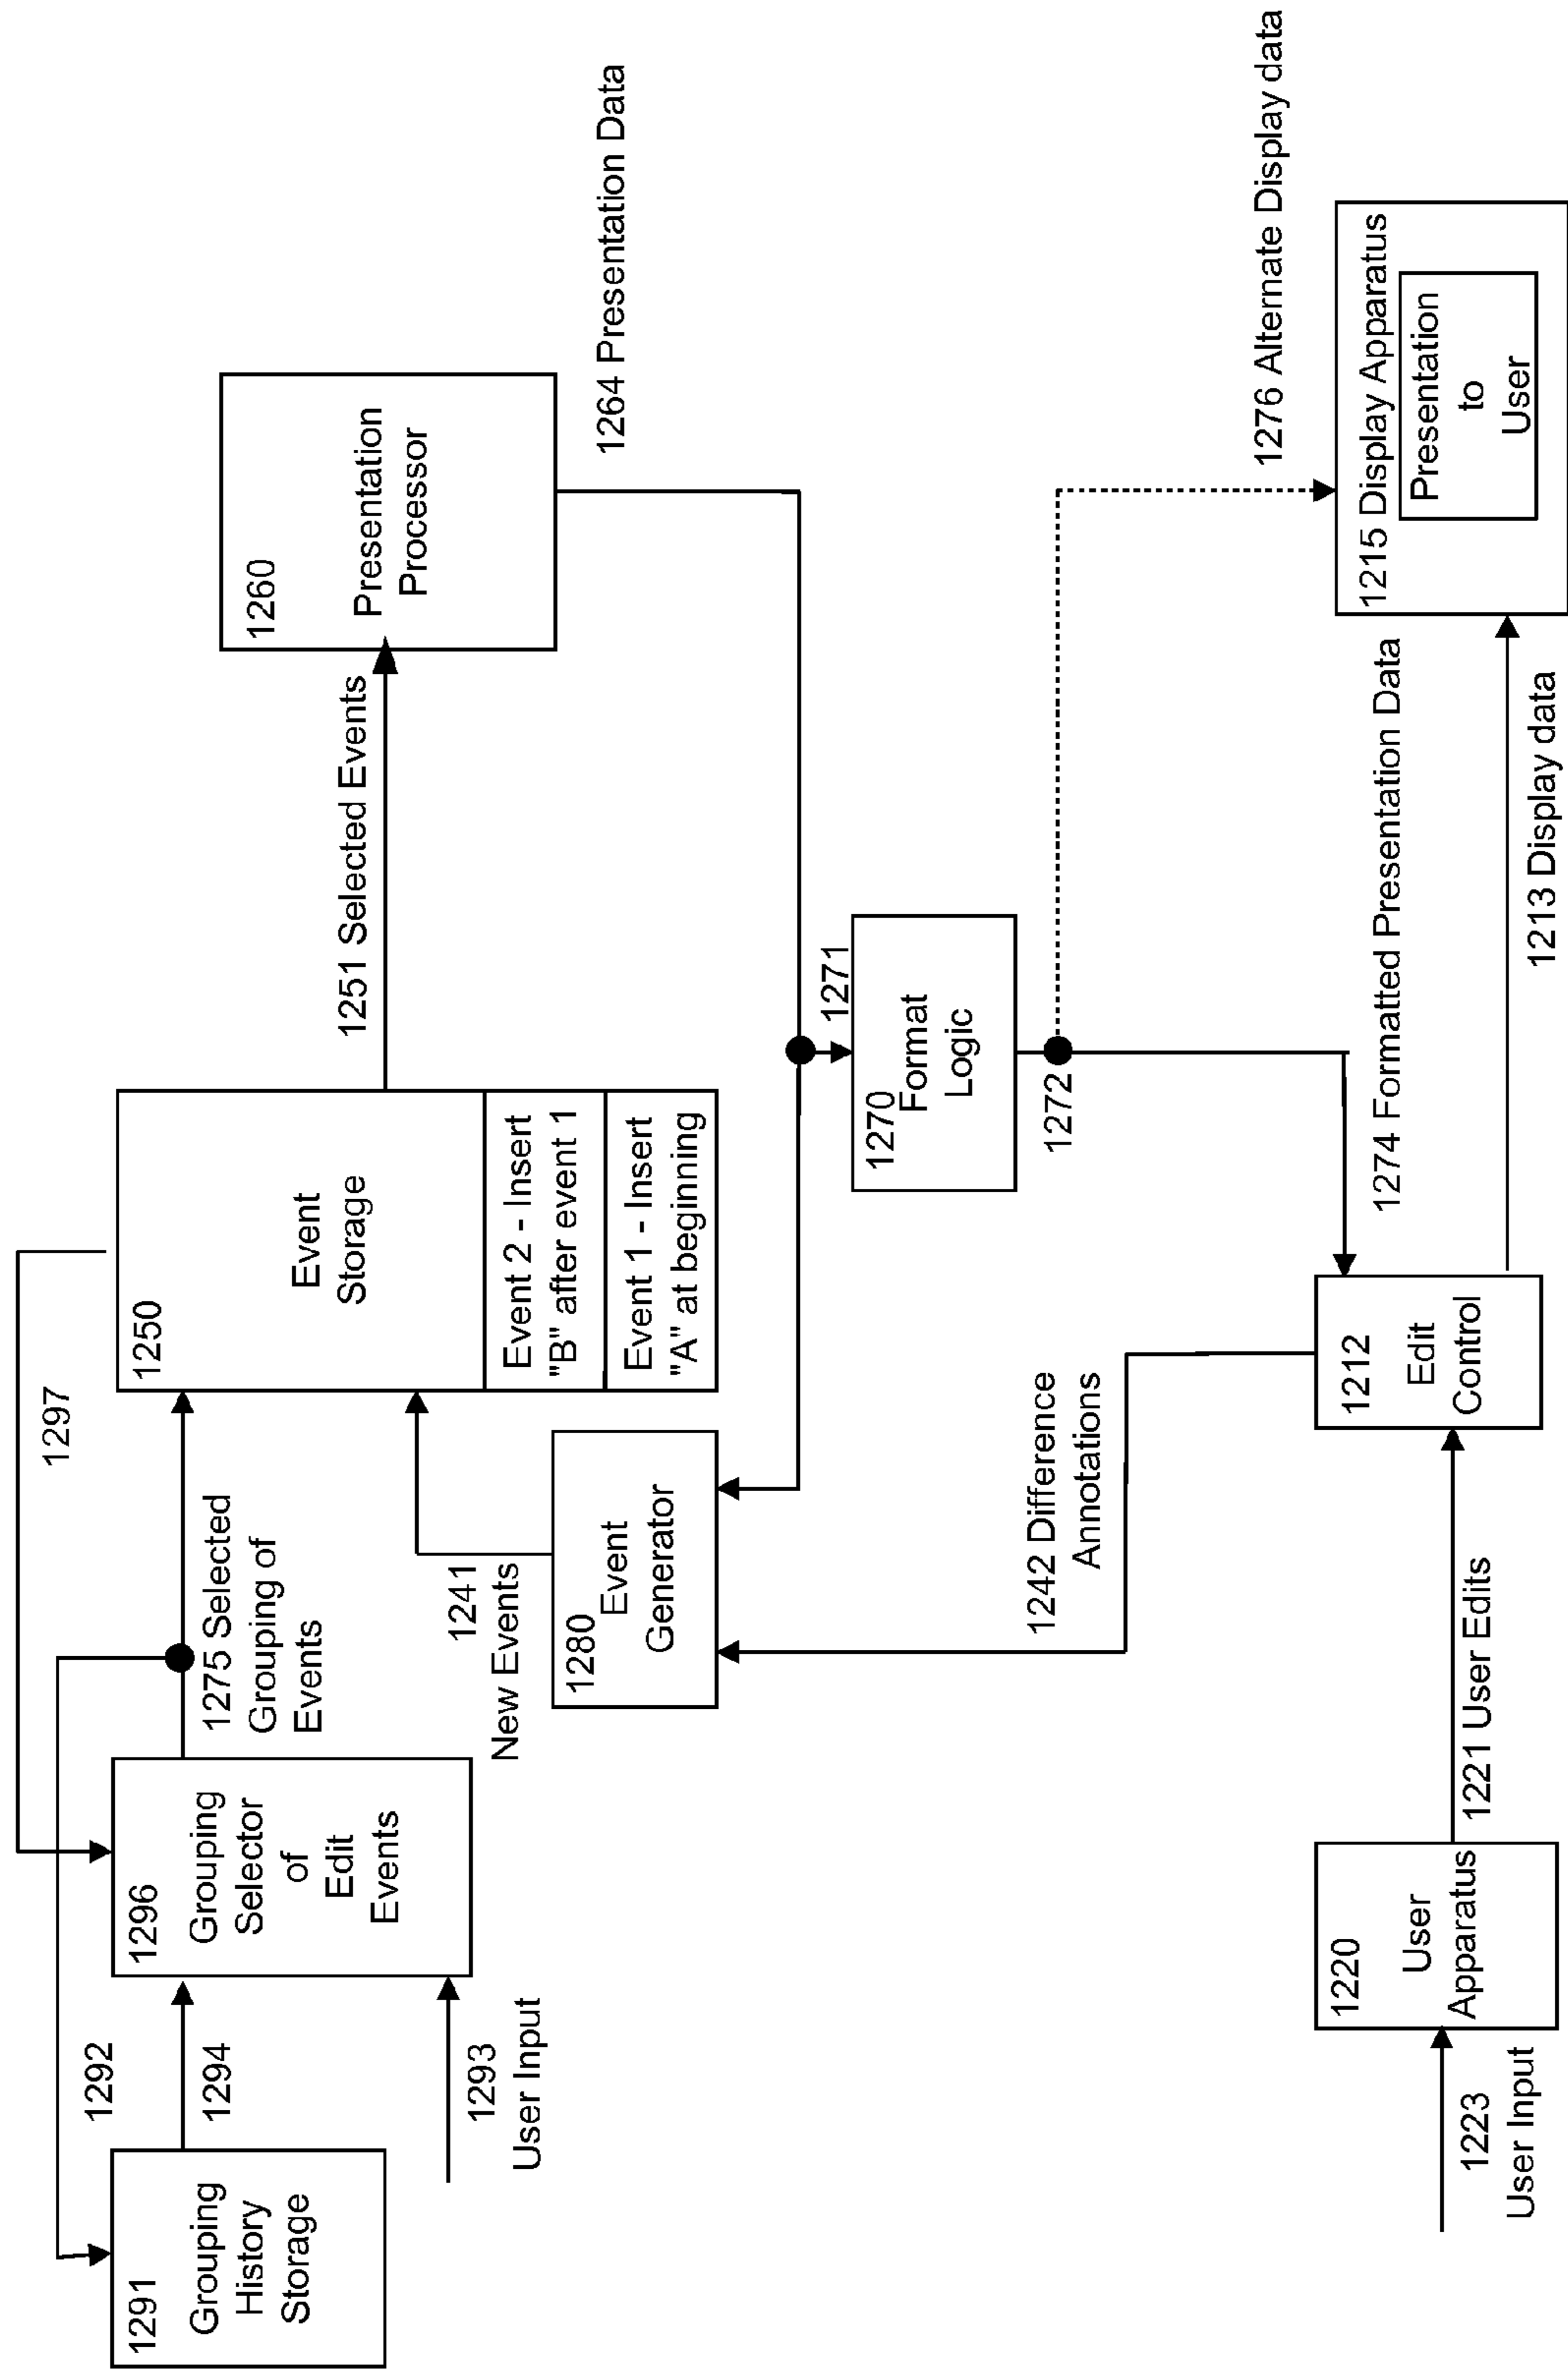 1291
Grouping
History
Storage
1292
1294
1293
User Input
1296
Grouping
Selector
of
Edit
Events
1297
1275 Selected
Grouping of
Events
1241
New Events
1250
Event
Storage
Event 2 - Insert
"B" after event 1
Event 1 - Insert
"A" at beginning
1251 Selected Events
1260
Presentation
Processor
1264 Presentation Data
1280
Event
Generator
1271
1270
Format
Logic
1272
1242 Difference
Annotations
1276 Alternate Display data
1274 Formatted Presentation Data
1223
User Input
1220
User
Apparatus
1221 User Edits
1212
Edit
Control
1213 Display data
1215 Display Apparatus
Presentation
to
User